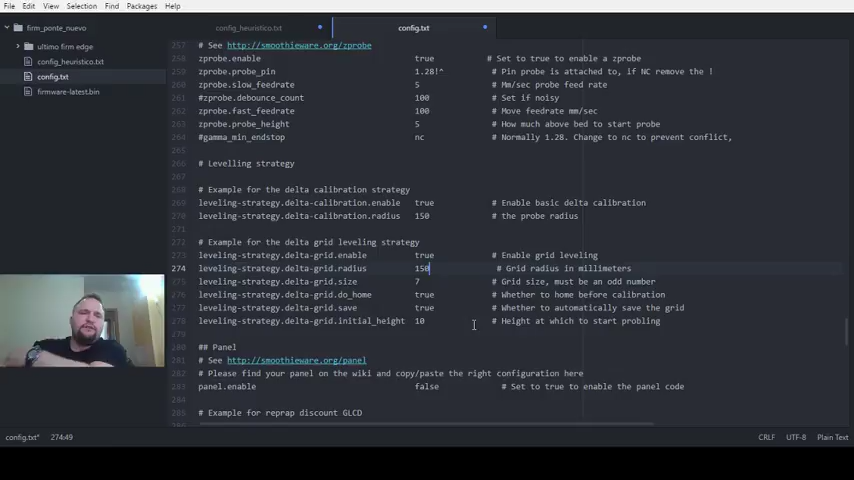 File Edit View Selection Find Packages Help
firm_ponte_nuevo
ultimo firm edge
config_heuristico.txt
config.txt
firmware-latest.bin
config_heuristico.txt
config.txt
257 # See http://smoothieware.org/zprobe
258 zprobe.enable true # Set to true to enable a zprobe
259 zprobe.probe_pin 1.28!^ # Pin probe is attached to, if NC remove the !
260 zprobe.slow_feedrate 5 # Mm/sec probe feed rate
261 #zprobe.debounce_count 100 # Set if noisy
262 zprobe.fast_feedrate 100 # Move feedrate mm/sec
263 zprobe.probe_height 5 # How much above bed to start probe
264 #gamma_min_endstop nc # Normally 1.28. Change to nc to prevent conflict,
265
266 # Levelling strategy
267
268 # Example for the delta calibration strategy
269 leveling-strategy.delta-calibration.enable true # Enable basic delta calibration
270 leveling-strategy.delta-calibration.radius 150 # the probe radius
271
272 # Example for the delta grid leveling strategy
273 leveling-strategy.delta-grid.enable true # Enable grid leveling
274 leveling-strategy.delta-grid.radius 150 # Grid radius in millimeters
275 leveling-strategy.delta-grid.size 7 # Grid size, must be an odd number
276 leveling-strategy.delta-grid.do_home true # Whether to home before calibration
277 leveling-strategy.delta-grid.save true # Whether to automatically save the grid
278 leveling-strategy.delta-grid.initial_height 10 # Height at which to start probling
279
280 ## Panel
281 # See http://smoothieware.org/panel
282 # Please find your panel on the wiki and copy/paste the right configuration here
283 panel.enable false # Set to true to enable the panel code
284
285 # Example for reprap discount GLCD
config.txt* 274:49 CRLF UTF-8 Plain Text